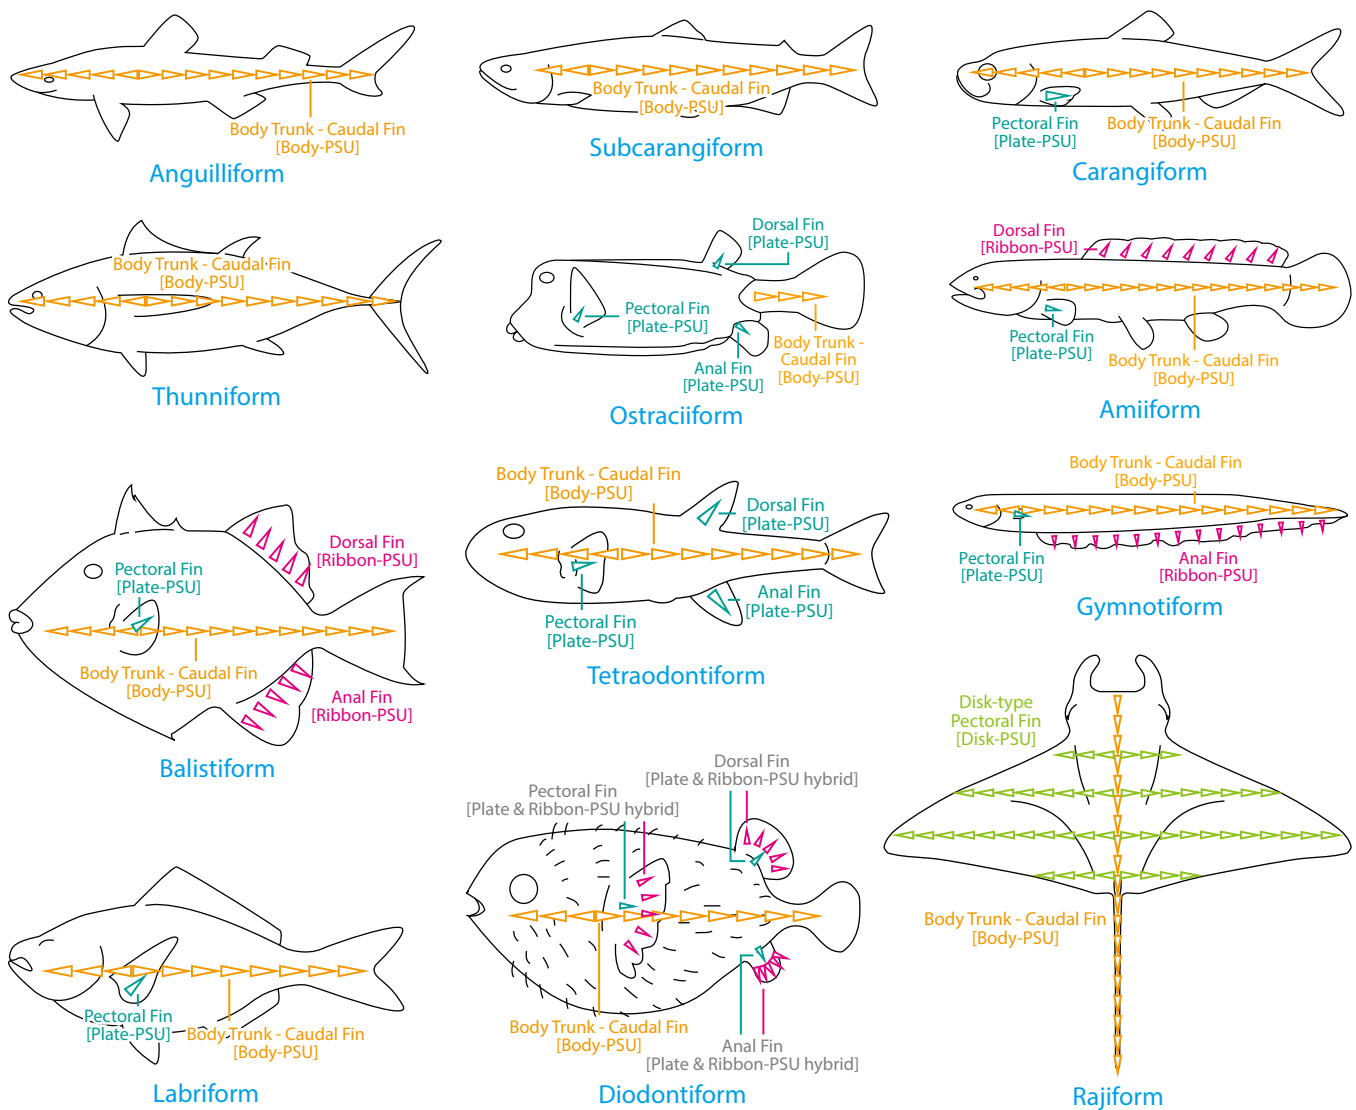 Body Trunk - Caudal Fin
[Body-PSU]
Anguilliform
Body Trunk - Caudal Fin
[Body-PSU]
Subcarangiform
Pectoral Fin
[Plate-PSU]
Body Trunk - Caudal Fin
[Body-PSU]
Carangiform
Body Trunk - Caudal Fin
[Body-PSU]
Thunniform
Dorsal Fin
[Plate-PSU]
Pectoral Fin
[Plate-PSU]
Anal Fin
[Plate-PSU]
Body Trunk -
Caudal Fin
[Body-PSU]
Ostraciiform
Dorsal Fin
[Ribbon-PSU]
Pectoral Fin
[Plate-PSU]
Body Trunk - Caudal Fin
[Body-PSU]
Amiiform
Pectoral Fin
[Plate-PSU]
Dorsal Fin
[Ribbon-PSU]
Body Trunk - Caudal Fin
[Body-PSU]
Anal Fin
[Ribbon-PSU]
Balistiform
Body Trunk - Caudal Fin
[Body-PSU]
Dorsal Fin
[Plate-PSU]
Pectoral Fin
[Plate-PSU]
Anal Fin
[Plate-PSU]
Tetraodontiform
Body Trunk - Caudal Fin
[Body-PSU]
Pectoral Fin
[Plate-PSU]
Anal Fin
[Ribbon-PSU]
Gymnotiform
Pectoral Fin
[Plate-PSU]
Body Trunk - Caudal Fin
[Body-PSU]
Labriform
Dorsal Fin
[Plate & Ribbon-PSU hybrid]
Pectoral Fin
[Plate & Ribbon-PSU hybrid]
Body Trunk - Caudal Fin
[Body-PSU]
Anal Fin
[Plate & Ribbon-PSU hybrid]
Diodontiform
Disk-type
Pectoral Fin
[Disk-PSU]
Body Trunk - Caudal Fin
[Body-PSU]
Rajiform